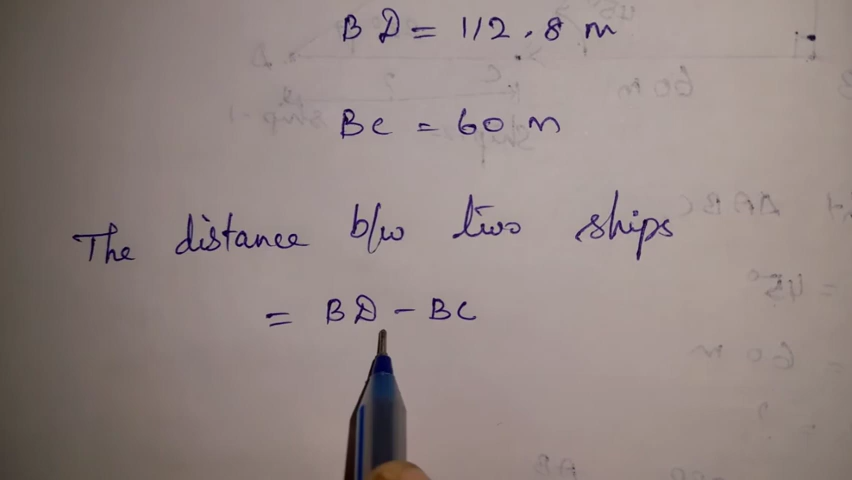 BD = 112.8 m
BC = 60 m
The distance b/w two ships
= BD - BC